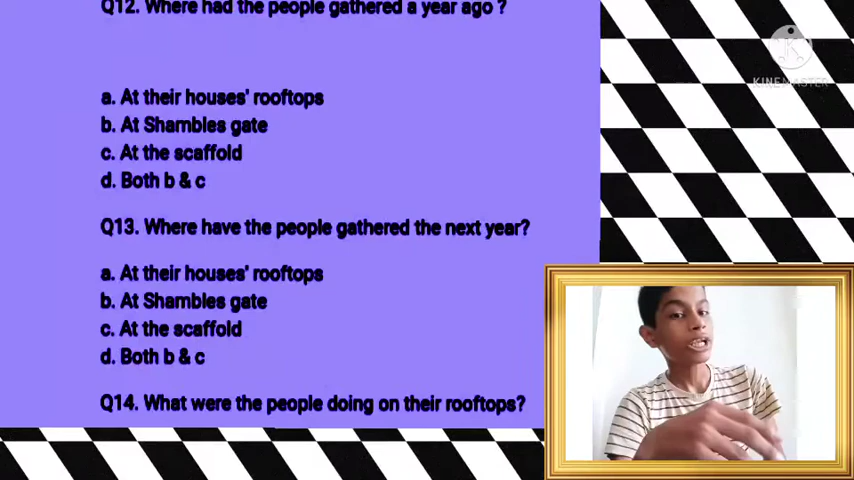 Q12. Where had the people gathered a year ago ?
a. At their houses' rooftops
b. At Shambles gate
c. At the scaffold
d. Both b & c
Q13. Where have the people gathered the next year?
a. At their houses' rooftops
b. At Shambles gate
c. At the scaffold
d. Both b & c
Q14. What were the people doing on their rooftops?
KINEMASTER